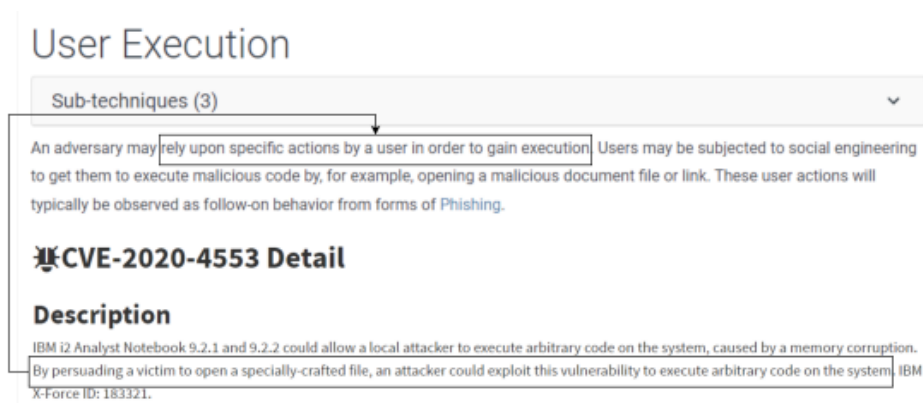 User Execution
Sub-techniques (3)
An adversary may rely upon specific actions by a user in order to gain execution. Users may be subjected to social engineering
to get them to execute malicious code by, for example, opening a malicious document file or link. These user actions will
typically be observed as follow-on behavior from forms of Phishing.
CVE-2020-4553 Detail
Description
IBM i2 Analyst Notebook 9.2.1 and 9.2.2 could allow a local attacker to execute arbitrary code on the system, caused by a memory corruption.
By persuading a victim to open a specially-crafted file, an attacker could exploit this vulnerability to execute arbitrary code on the system. IBM
X-Force ID: 183321.